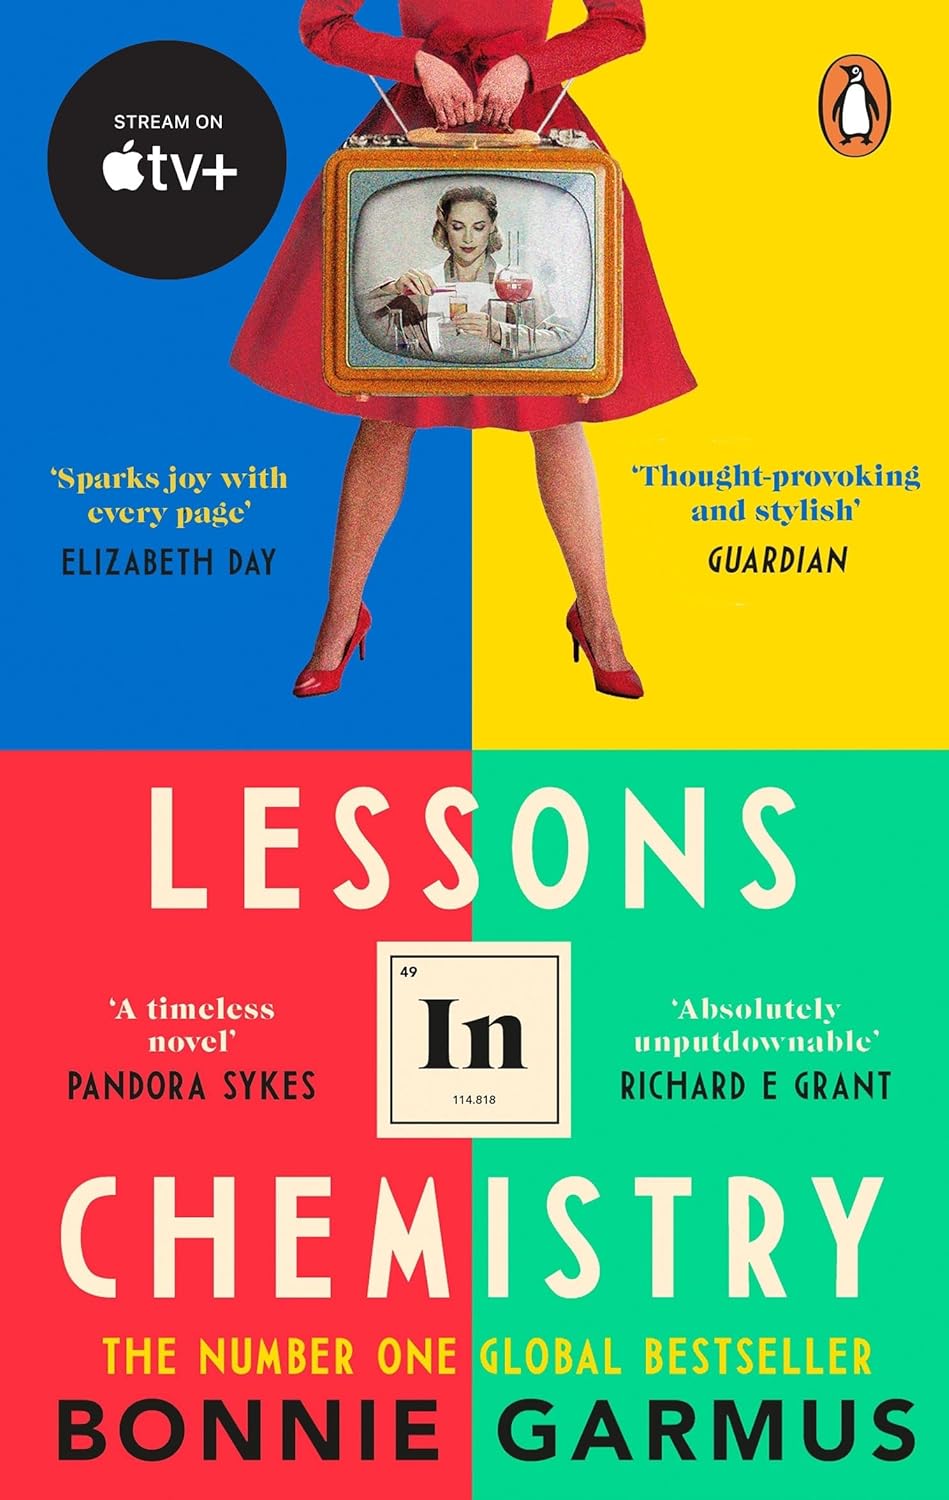 STREAM ON
tv+
‘Sparks joy with
every page’
ELIZABETH DAY
‘Thought-provoking
and stylish’
GUARDIAN
LESSONS
‘A timeless
novel’
PANDORA SYKES
49
In
114.818
‘Absolutely
unputdownable’
RICHARD E GRANT
CHEMISTRY
THE NUMBER ONE GLOBAL BESTSELLER
BONNIE GARMUS